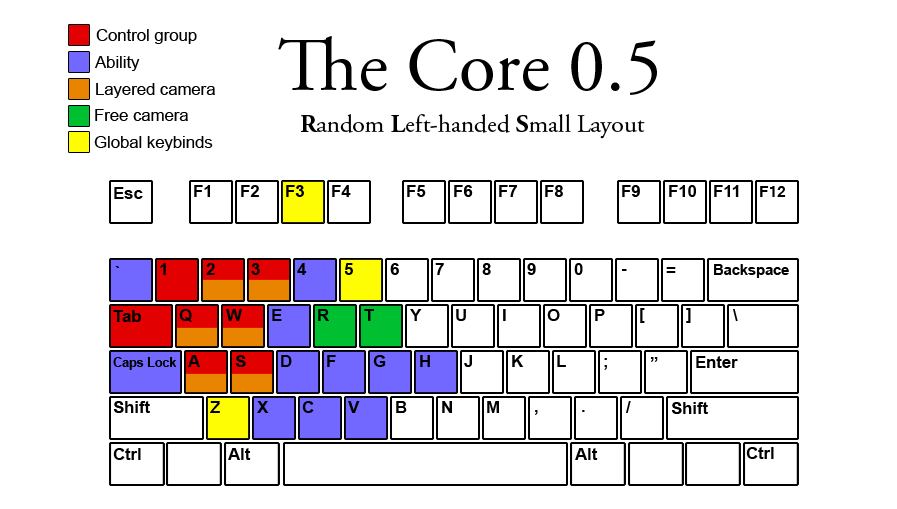 Control group
Ability
Layered camera
Free camera
Global keybinds
The Core 0.5
Random Left-handed Small Layout
Esc F1 F2 F3 F4 F5 F6 F7 F8 F9 F10 F11 F12
` 1 2 3 4 5 6 7 8 9 0 - = Backspace
Tab Q W E R T Y U I O P [ ] \
Caps Lock A S D F G H J K L ; ” Enter
Shift Z X C V B N M , . / Shift
Ctrl Alt Alt Ctrl